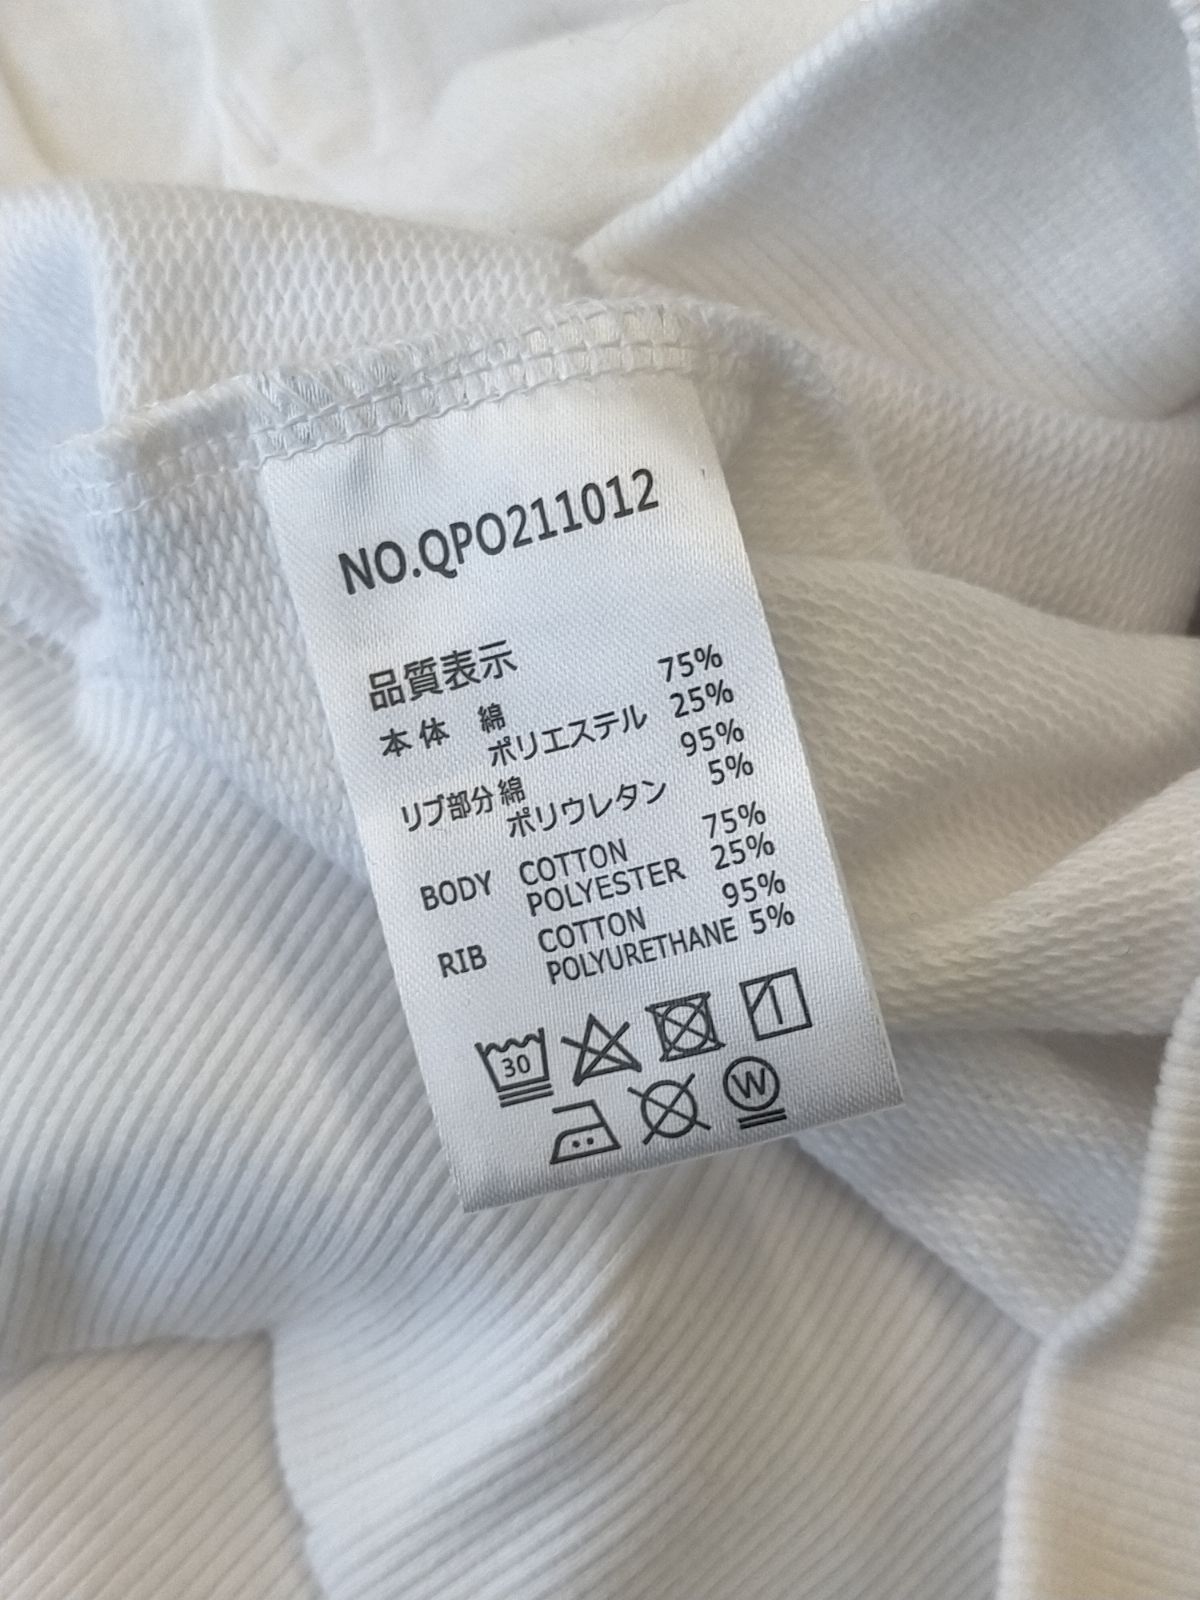 NO.QPO211012
品質表示
本体 綿 75%
ポリエステル 25%
リブ部分 綿 95%
ポリウレタン 5%
BODY COTTON 75%
POLYESTER 25%
RIB COTTON 95%
POLYURETHANE 5%
30
W